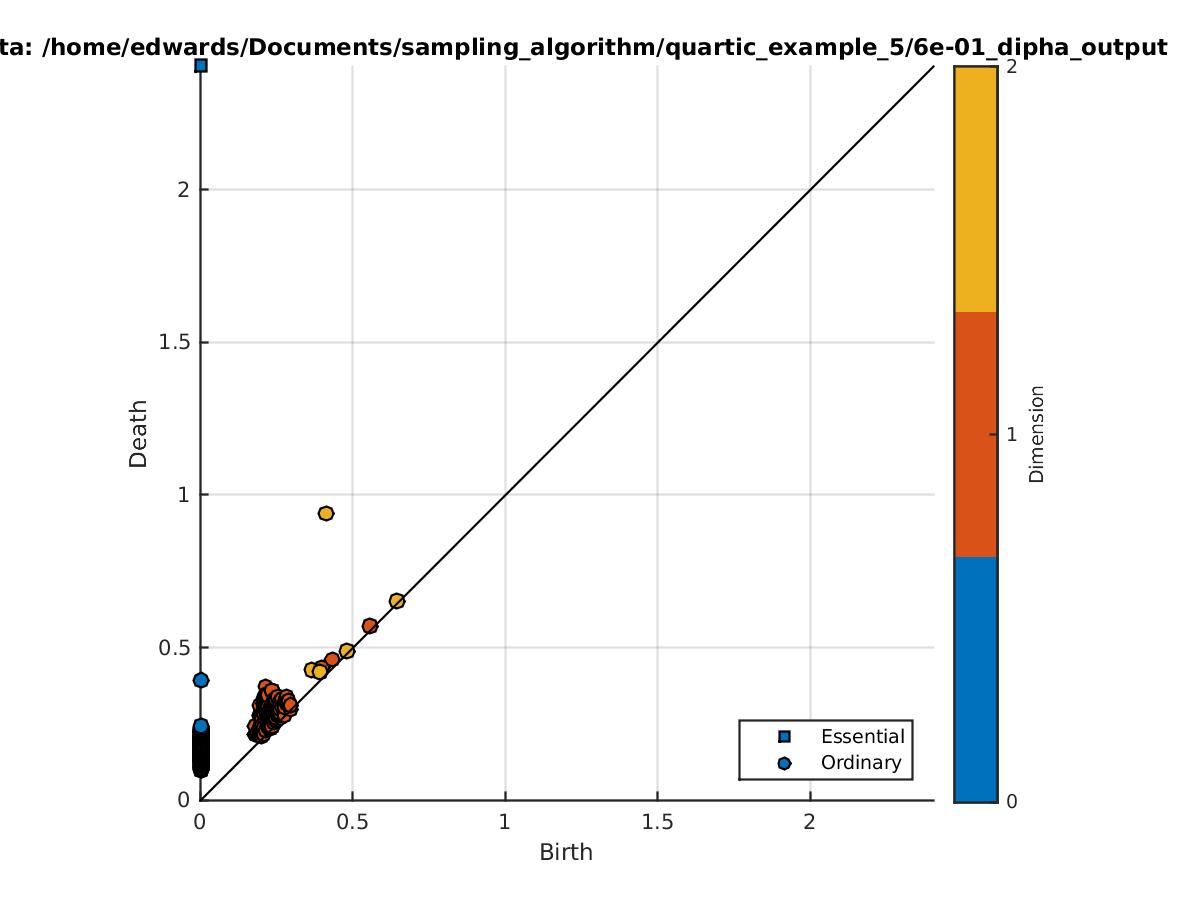 ta: /home/edwards/Documents/sampling_algorithm/quartic_example_5/6e-01_dipha_output
2
2
1.5
1
0.5
0
Death
0
0.5
1
1.5
2
Birth
Essential
Ordinary
1
0
Dimension